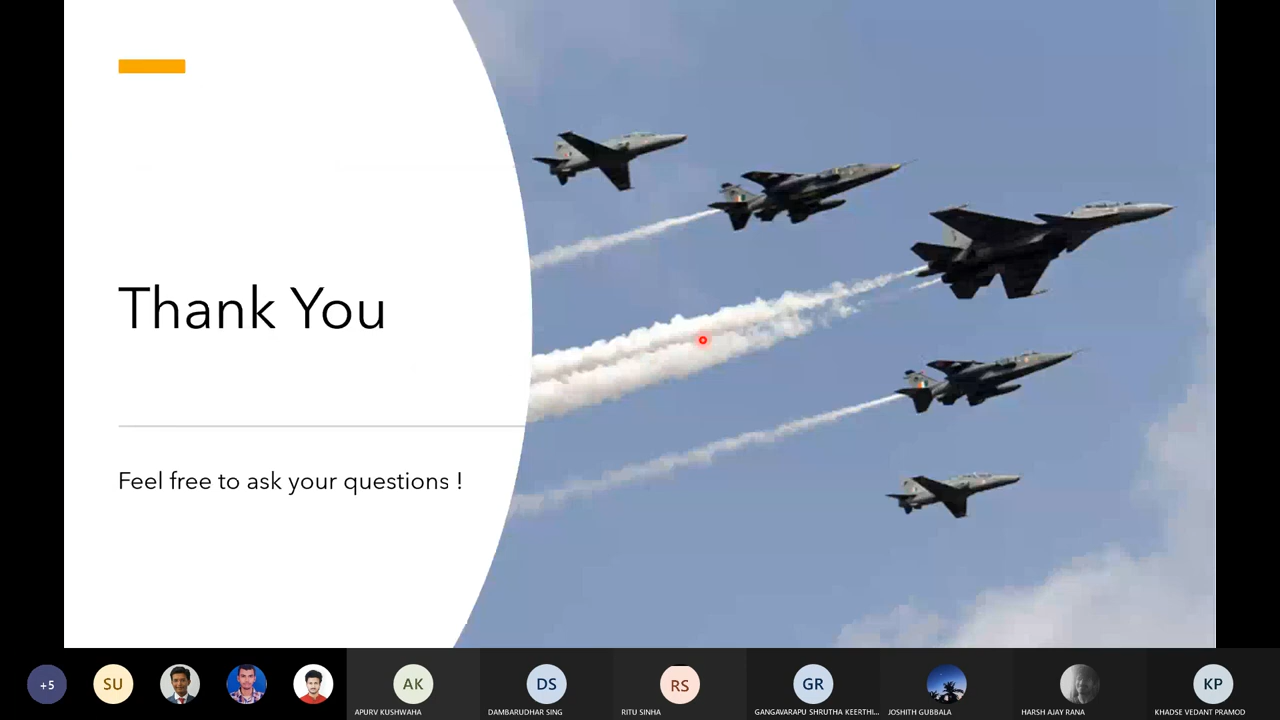 Thank You
Feel free to ask your questions !
+5
SU
AK
DS
RS
GR
KP
APURV KUSHWAHA
DAMBARUDHAR SING
RITU SINHA
GANGAVARAPU SHRUTHA KEERTHI...
JOSHITH GUBBALA
HARSH AJAY RANA
KHADSE VEDANT PRAMOD